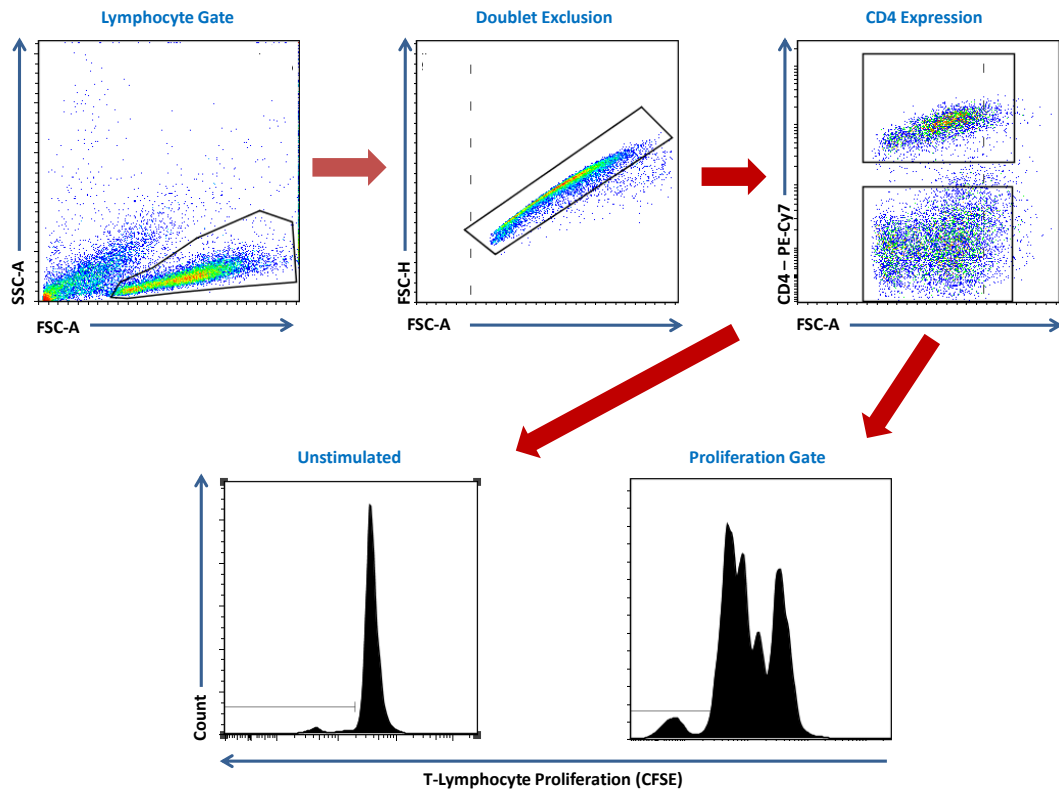 Lymphocyte Gate
Doublet Exclusion
CD4 Expression
SSC-A
FSC-A
FSC-H
FSC-A
CD4 – PE-Cy7
FSC-A
Unstimulated
Proliferation Gate
Count
T-Lymphocyte Proliferation (CFSE)